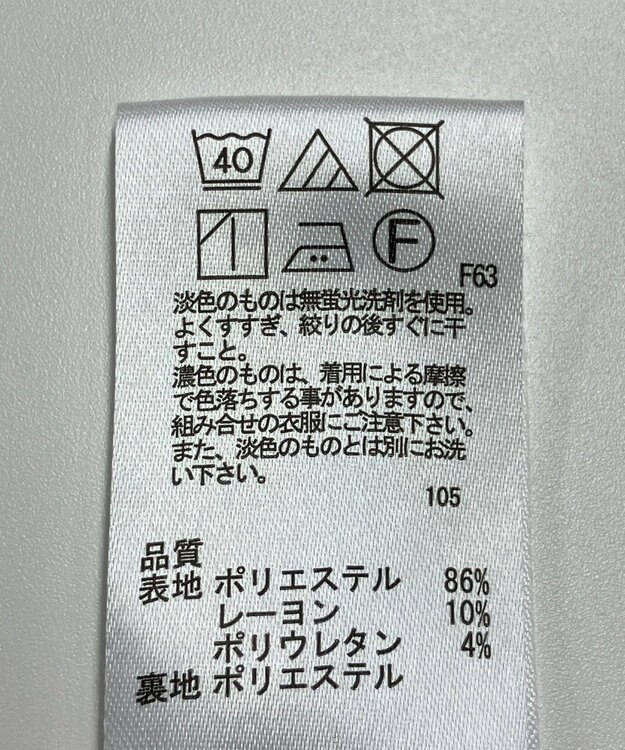 40
F
F63
淡色のものは無蛍光洗剤を使用。
よくすすぎ、絞りの後すぐに干
すこと。
濃色のものは、着用による摩擦
で色落ちする事がありますので、
組み合せの衣服にご注意下さい。
また、淡色のものとは別にお洗
い下さい。
105
品質
表地 ポリエステル 86%
レーヨン 10%
ポリウレタン 4%
裏地 ポリエステル